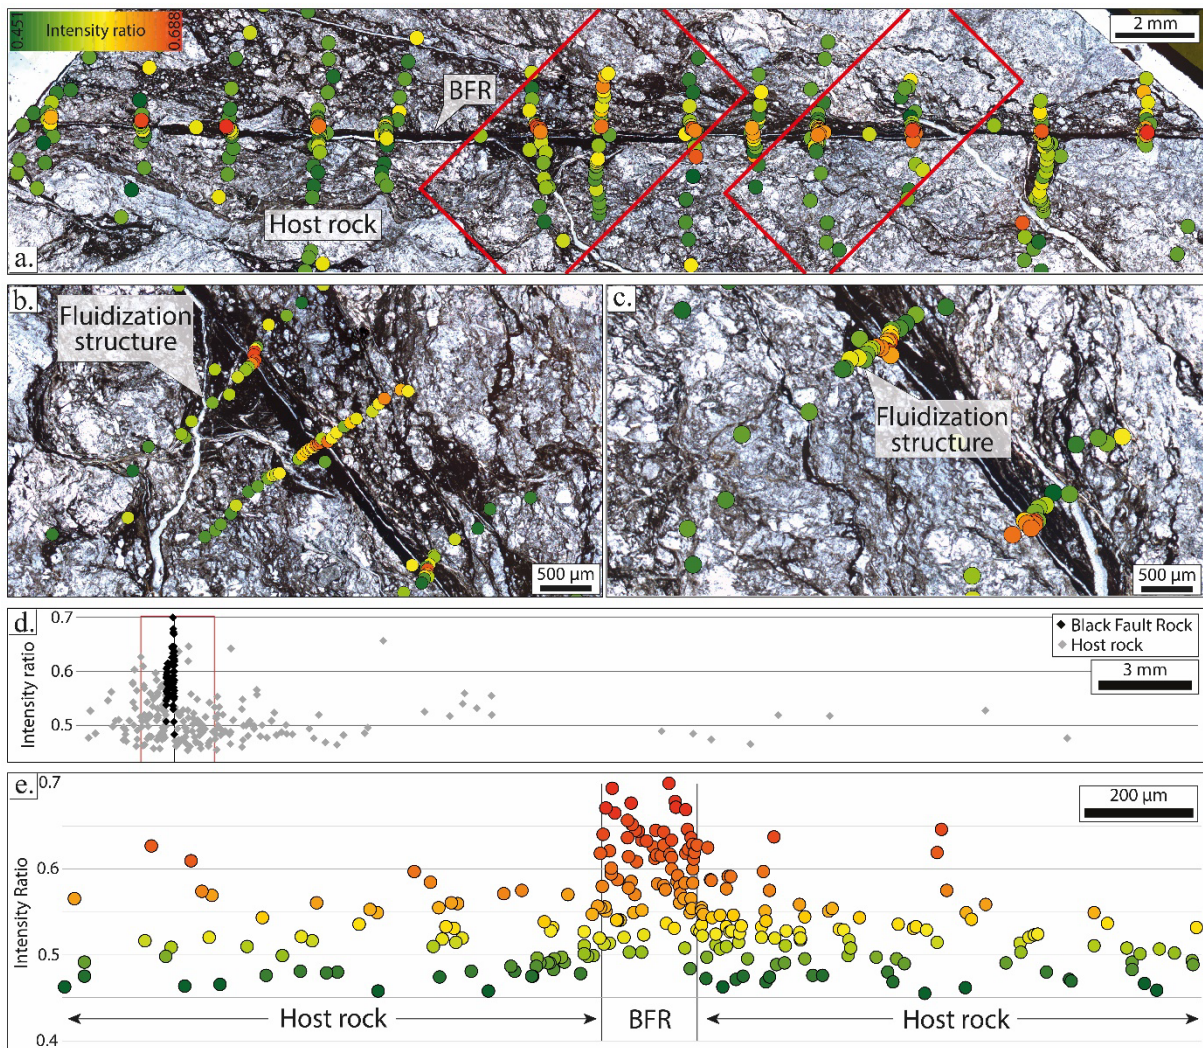 0.451
Intensity ratio
0.688
2 mm
BFR
Host rock
a.
b.
Fluidization
structure
500 µm
c.
Fluidization
structure
500 µm
d.
0.7
0.6
0.5
Intensity ratio
Black Fault Rock
Host rock
3 mm
e.
0.7
0.6
0.5
0.4
Intensity Ratio
200 µm
Host rock
BFR
Host rock